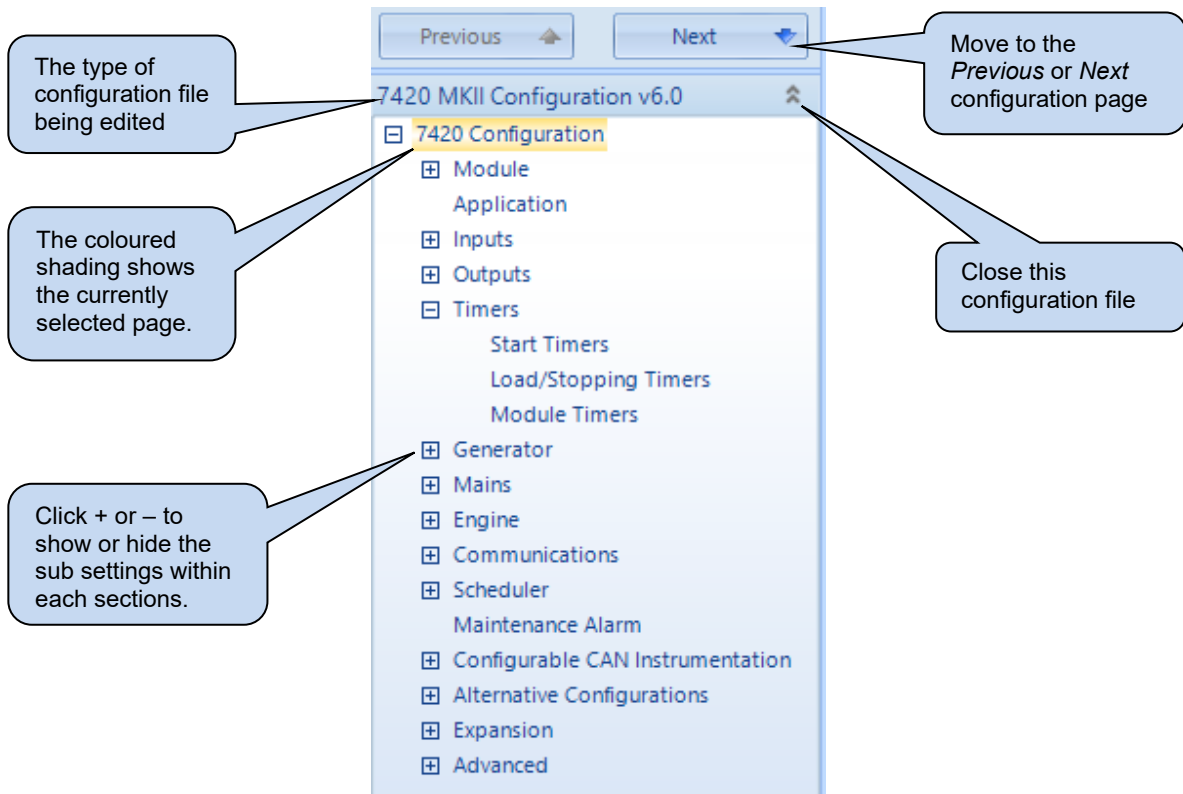 Previous
Next
7420 MKII Configuration v6.0
7420 Configuration
Module
Application
Inputs
Outputs
Timers
Start Timers
Load/Stopping Timers
Module Timers
Generator
Mains
Engine
Communications
Scheduler
Maintenance Alarm
Configurable CAN Instrumentation
Alternative Configurations
Expansion
Advanced
The type of
configuration file
being edited
The coloured
shading shows
the currently
selected page.
Click + or – to
show or hide the
sub settings within
each sections.
Move to the
Previous or Next
configuration page
Close this
configuration file